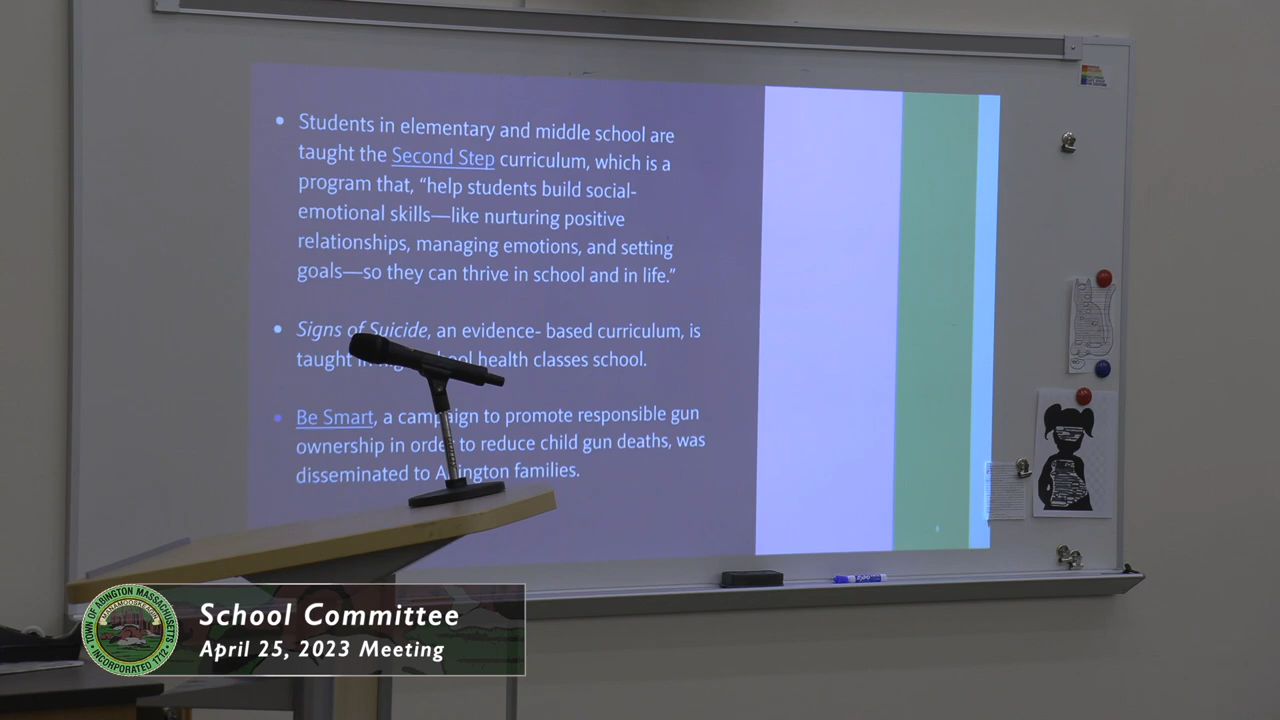 • Students in elementary and middle school are
taught the Second Step curriculum, which is a
program that, “help students build social-
emotional skills—like nurturing positive
relationships, managing emotions, and setting
goals—so they can thrive in school and in life.”
• Signs of Suicide, an evidence- based curriculum, is
taught in school health classes school.
• Be Smart, a campaign to promote responsible gun
ownership in order to reduce child gun deaths, was
disseminated to Abington families.
EXPO
TOWN OF ABINGTON MASSACHUSETTS
MANAMOOSKEAGIN
INCORPORATED 1712
School Committee
April 25, 2023 Meeting